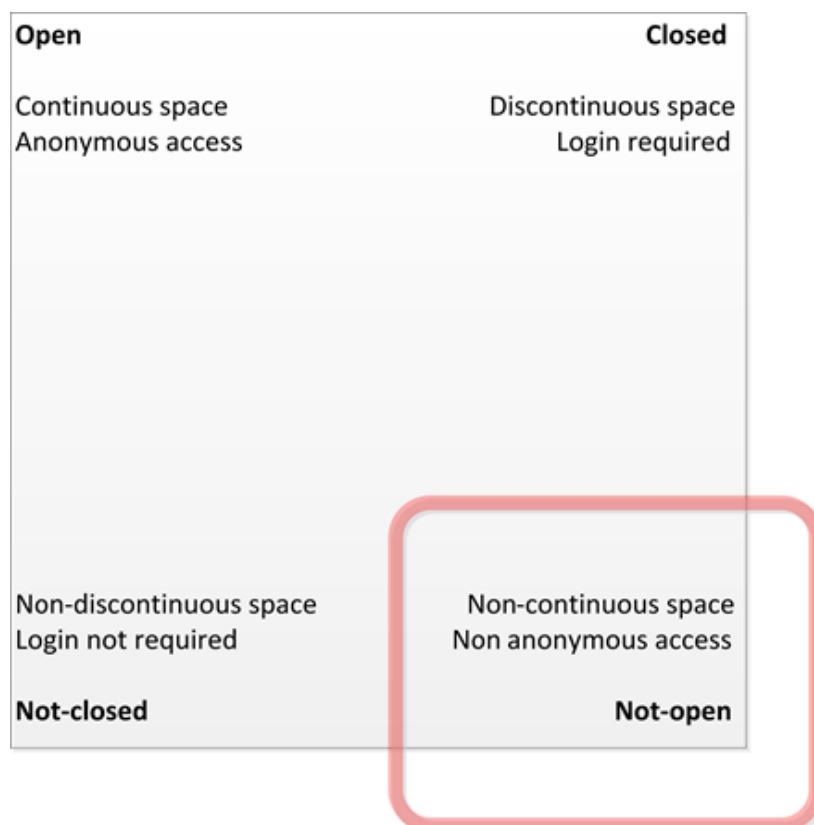 Open
Closed
Continuous space
Anonymous access
Discontinuous space
Login required
Non-discontinuous space
Login not required
Non-continuous space
Non anonymous access
Not-closed
Not-open